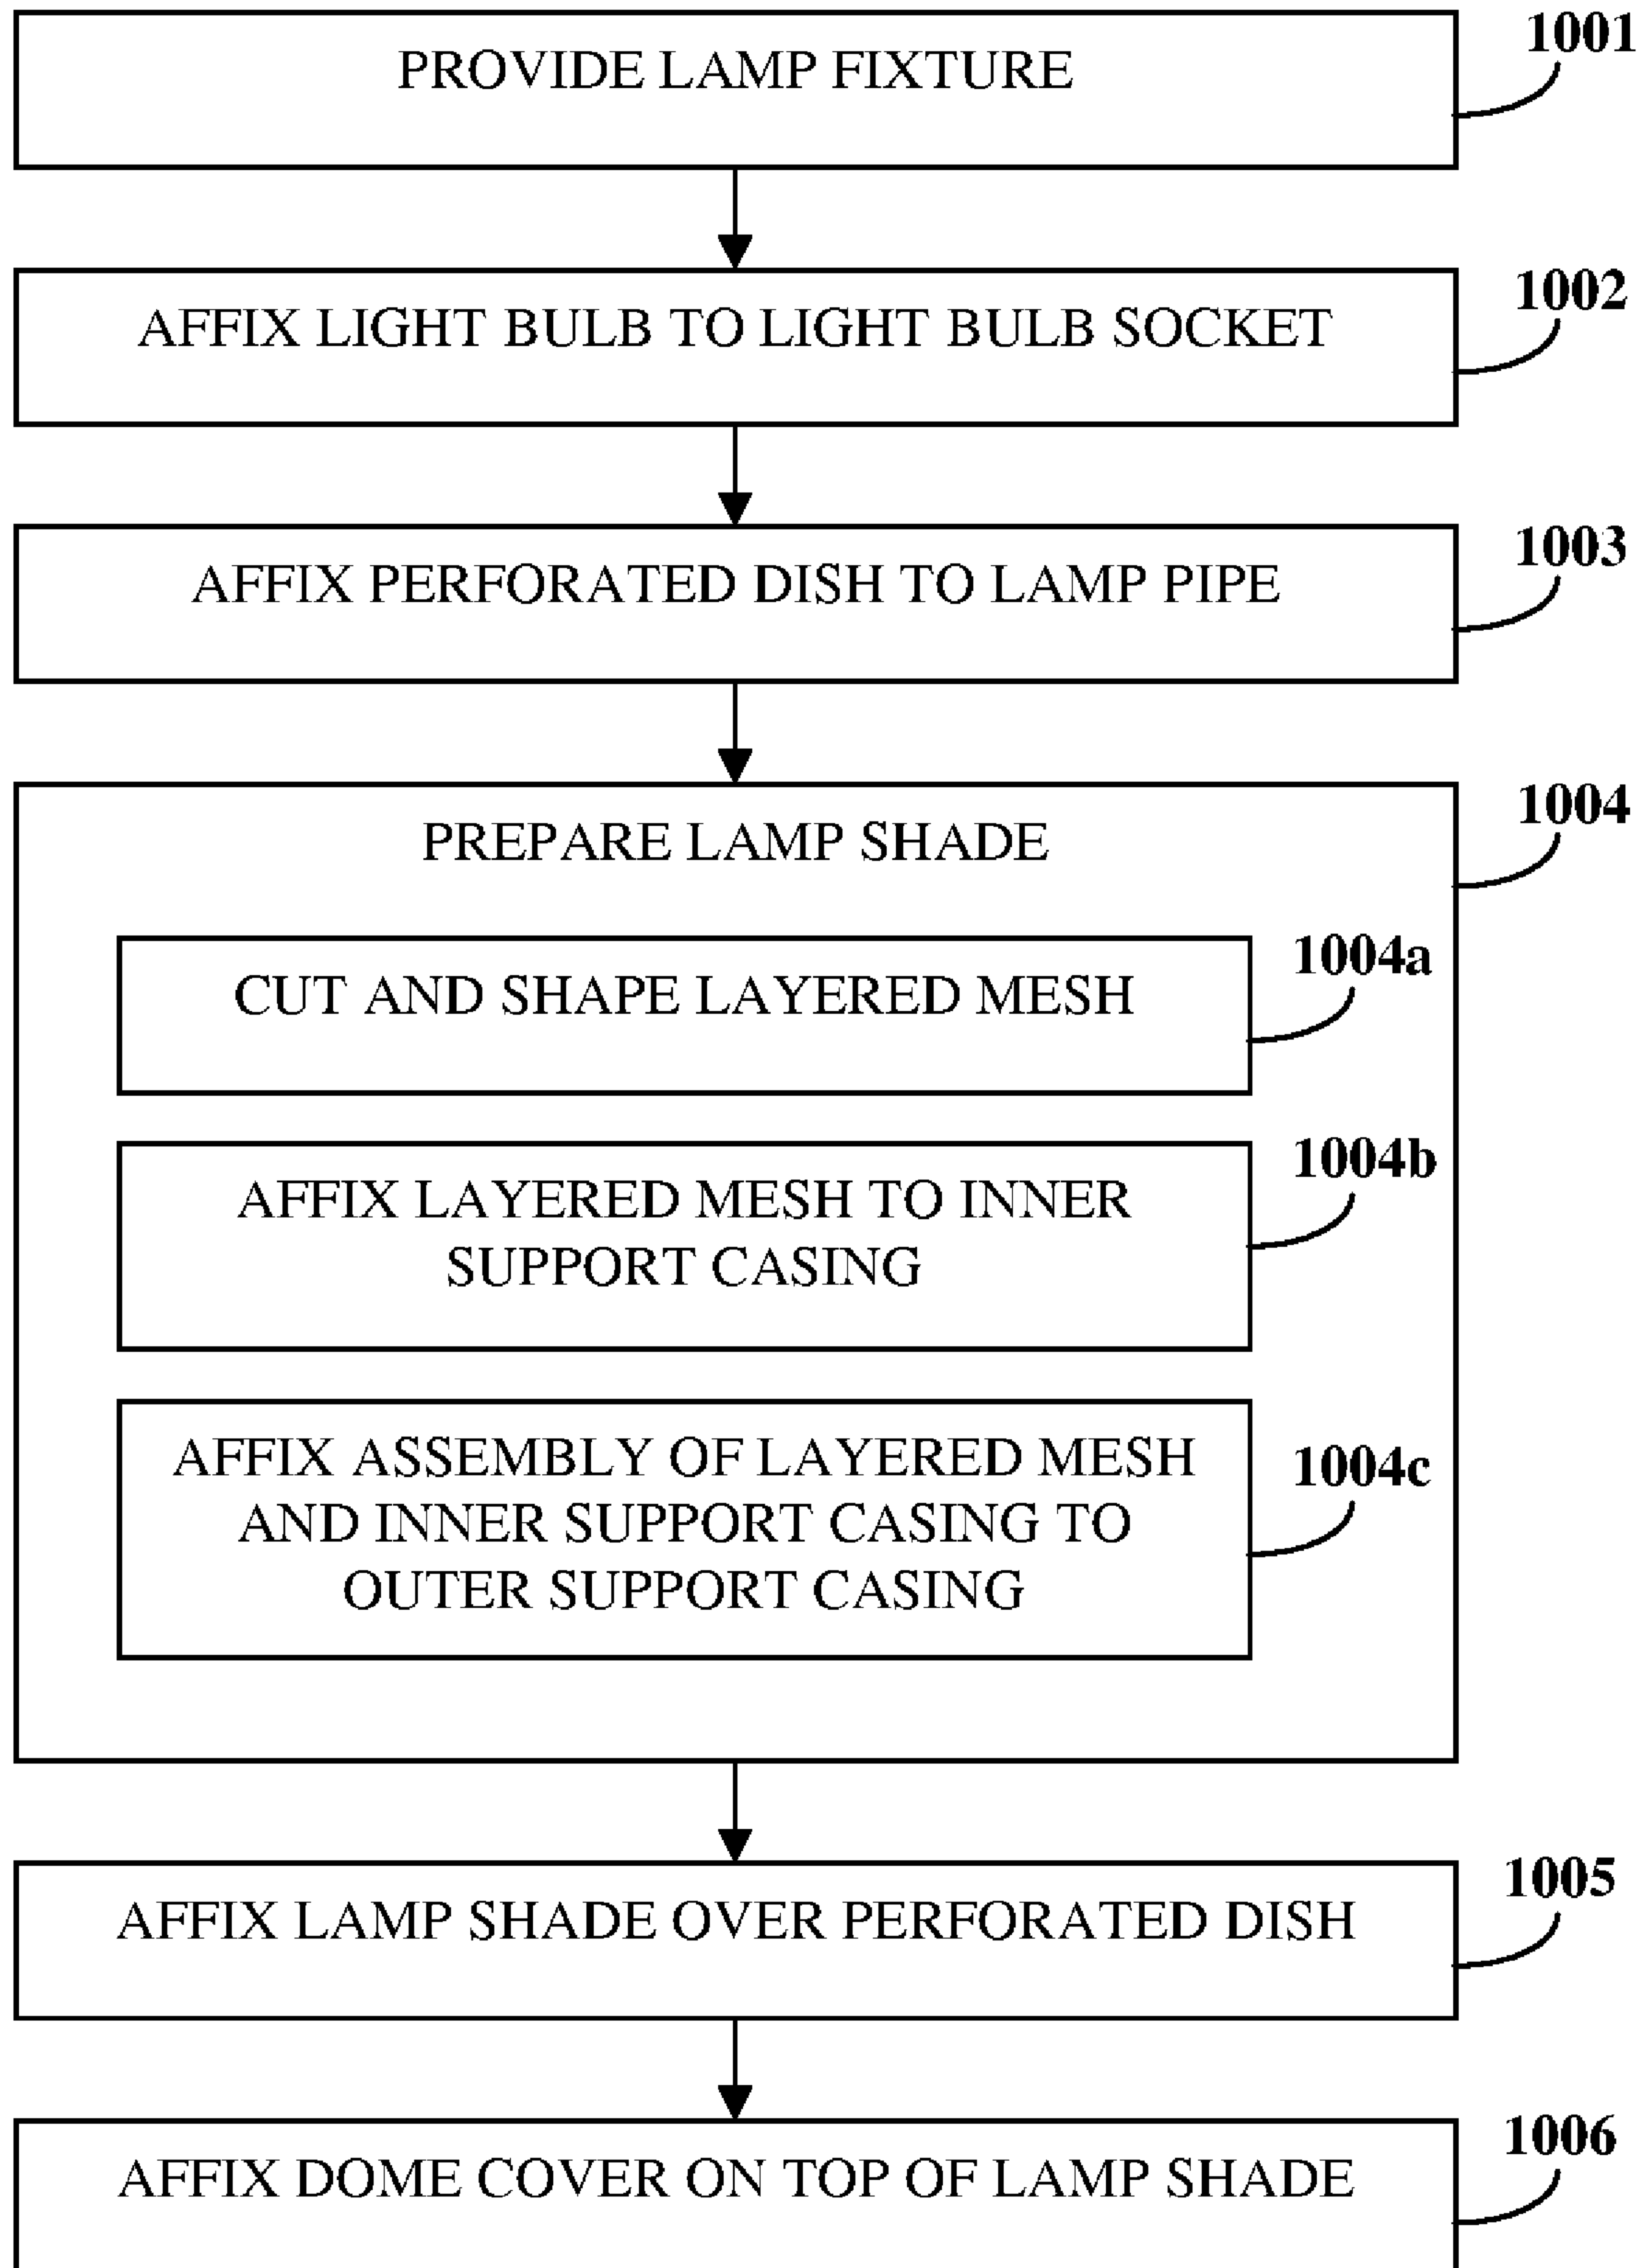 PROVIDE LAMP FIXTURE
1001
AFFIX LIGHT BULB TO LIGHT BULB SOCKET
1002
AFFIX PERFORATED DISH TO LAMP PIPE
1003
PREPARE LAMP SHADE
1004
CUT AND SHAPE LAYERED MESH
1004a
AFFIX LAYERED MESH TO INNER
SUPPORT CASING
1004b
AFFIX ASSEMBLY OF LAYERED MESH
AND INNER SUPPORT CASING TO
OUTER SUPPORT CASING
1004c
AFFIX LAMP SHADE OVER PERFORATED DISH
1005
AFFIX DOME COVER ON TOP OF LAMP SHADE
1006